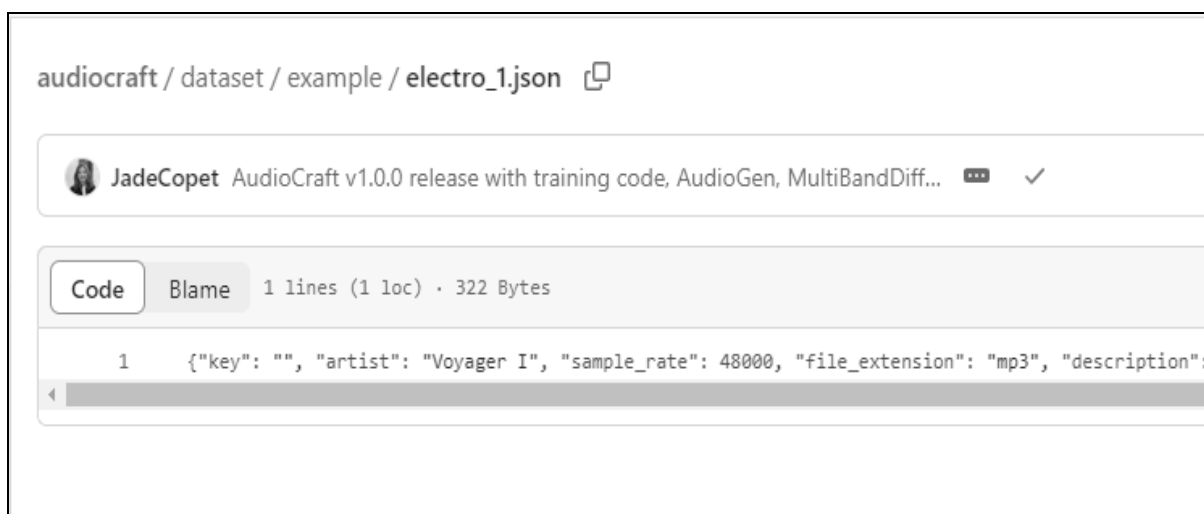 audiocraft / dataset / example / electro_1.json
JadeCopet AudioCraft v1.0.0 release with training code, AudioGen, MultiBandDiff...
Code Blame 1 lines (1 loc) · 322 Bytes
1 {"key": "", "artist": "Voyager I", "sample_rate": 48000, "file_extension": "mp3", "description":